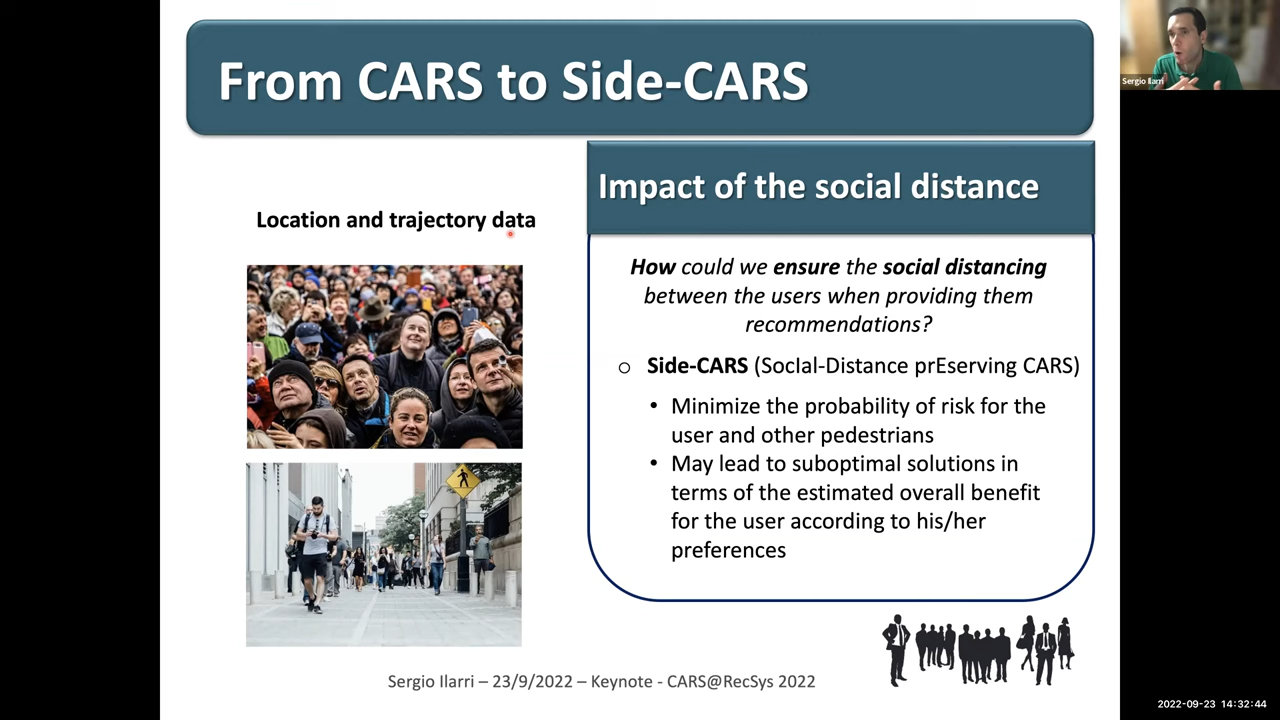 From CARS to Side-CARS
Sergio Ilarri
Impact of the social distance
Location and trajectory data
How could we ensure the social distancing
between the users when providing them
recommendations?
o Side-CARS (SocIal-Distance prEserving CARS)
• Minimize the probability of risk for the
user and other pedestrians
• May lead to suboptimal solutions in
terms of the estimated overall benefit
for the user according to his/her
preferences
Sergio Ilarri – 23/9/2022 – Keynote - CARS@RecSys 2022
2022-09-23 14:32:44